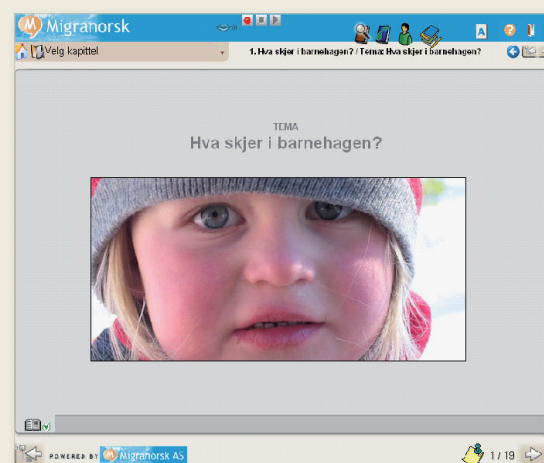 Migranorsk
A
?
Velg kapittel
1. Hva skjer i barnehagen? / Tema: Hva skjer i barnehagen?
TEMA
Hva skjer i barnehagen?
POWERED BY Migranorsk AS
1 / 19